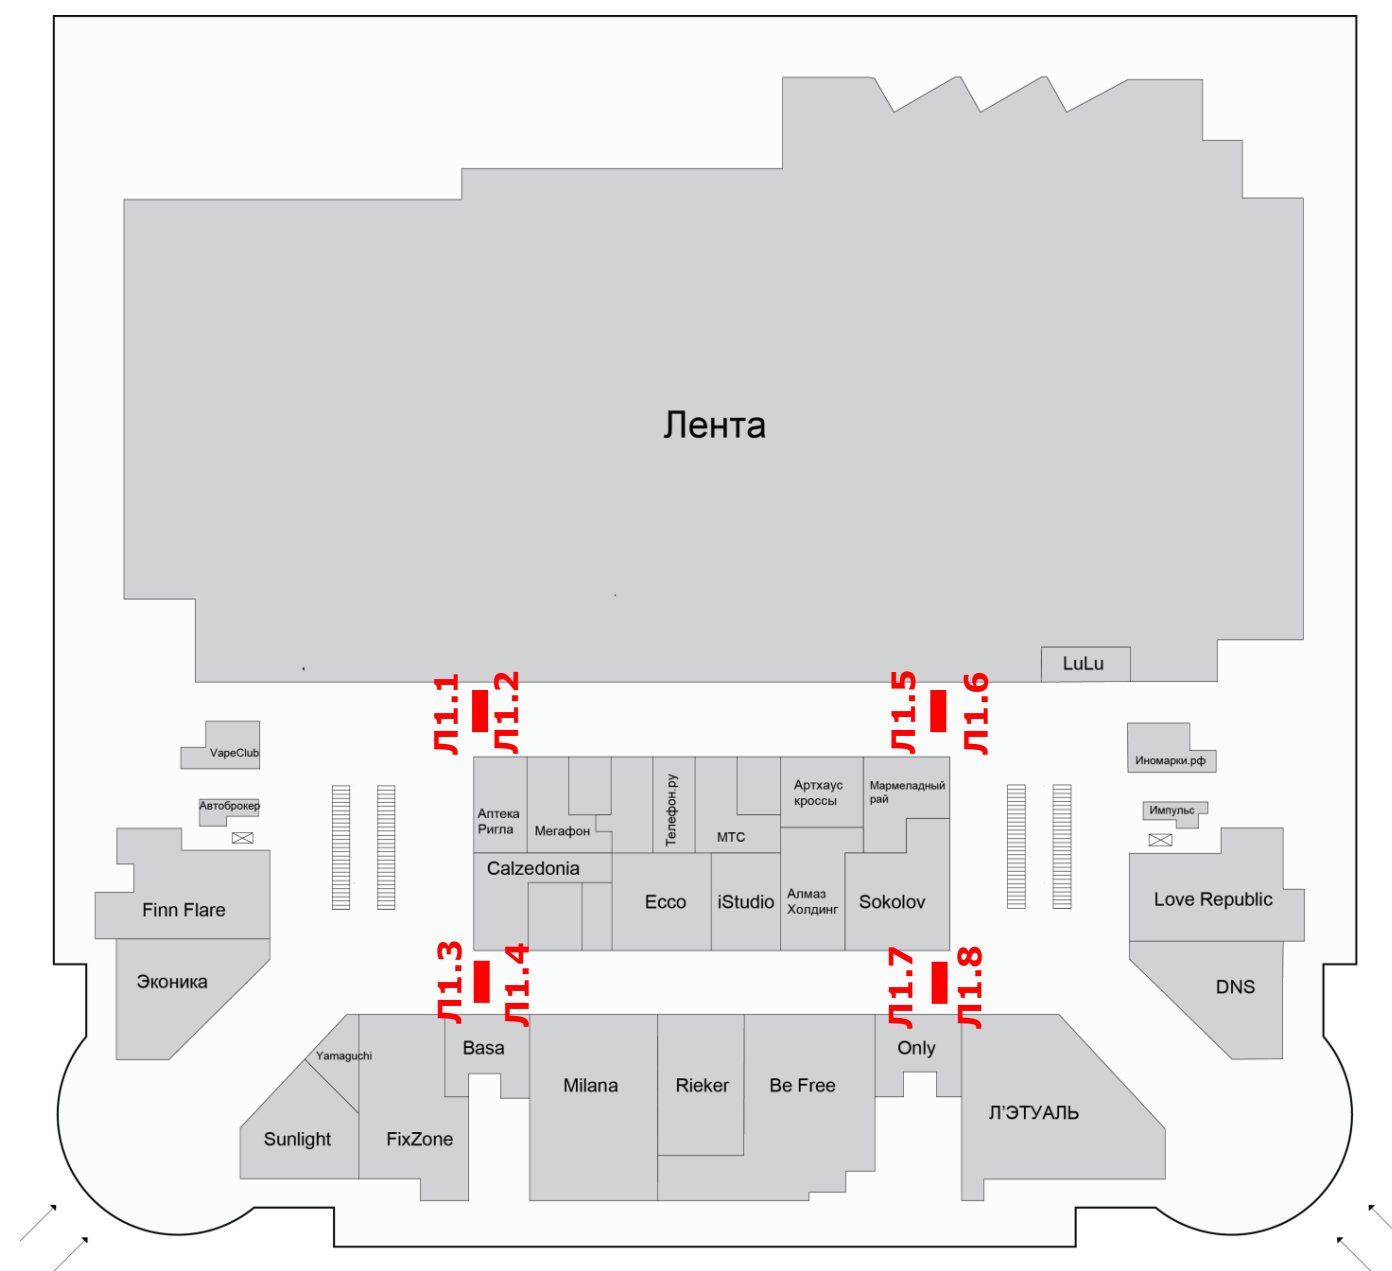 Лента
LuLu
Л1.1
Л1.2
Л1.5
Л1.6
VapeClub
Иномарки.рф
Автоброкер
Импульс
Аптека
Ригла
Мегафон
Телефон.ру
МТС
Артхаус
кроссы
Мармеладный
рай
Calzedonia
Ecco
iStudio
Алмаз
Холдинг
Sokolov
Finn Flare
Love Republic
Эконика
DNS
Л1.3
Л1.4
Л1.7
Л1.8
Yamaguchi
Basa
Only
Milana
Rieker
Be Free
Л'ЭТУАЛЬ
Sunlight
FixZone